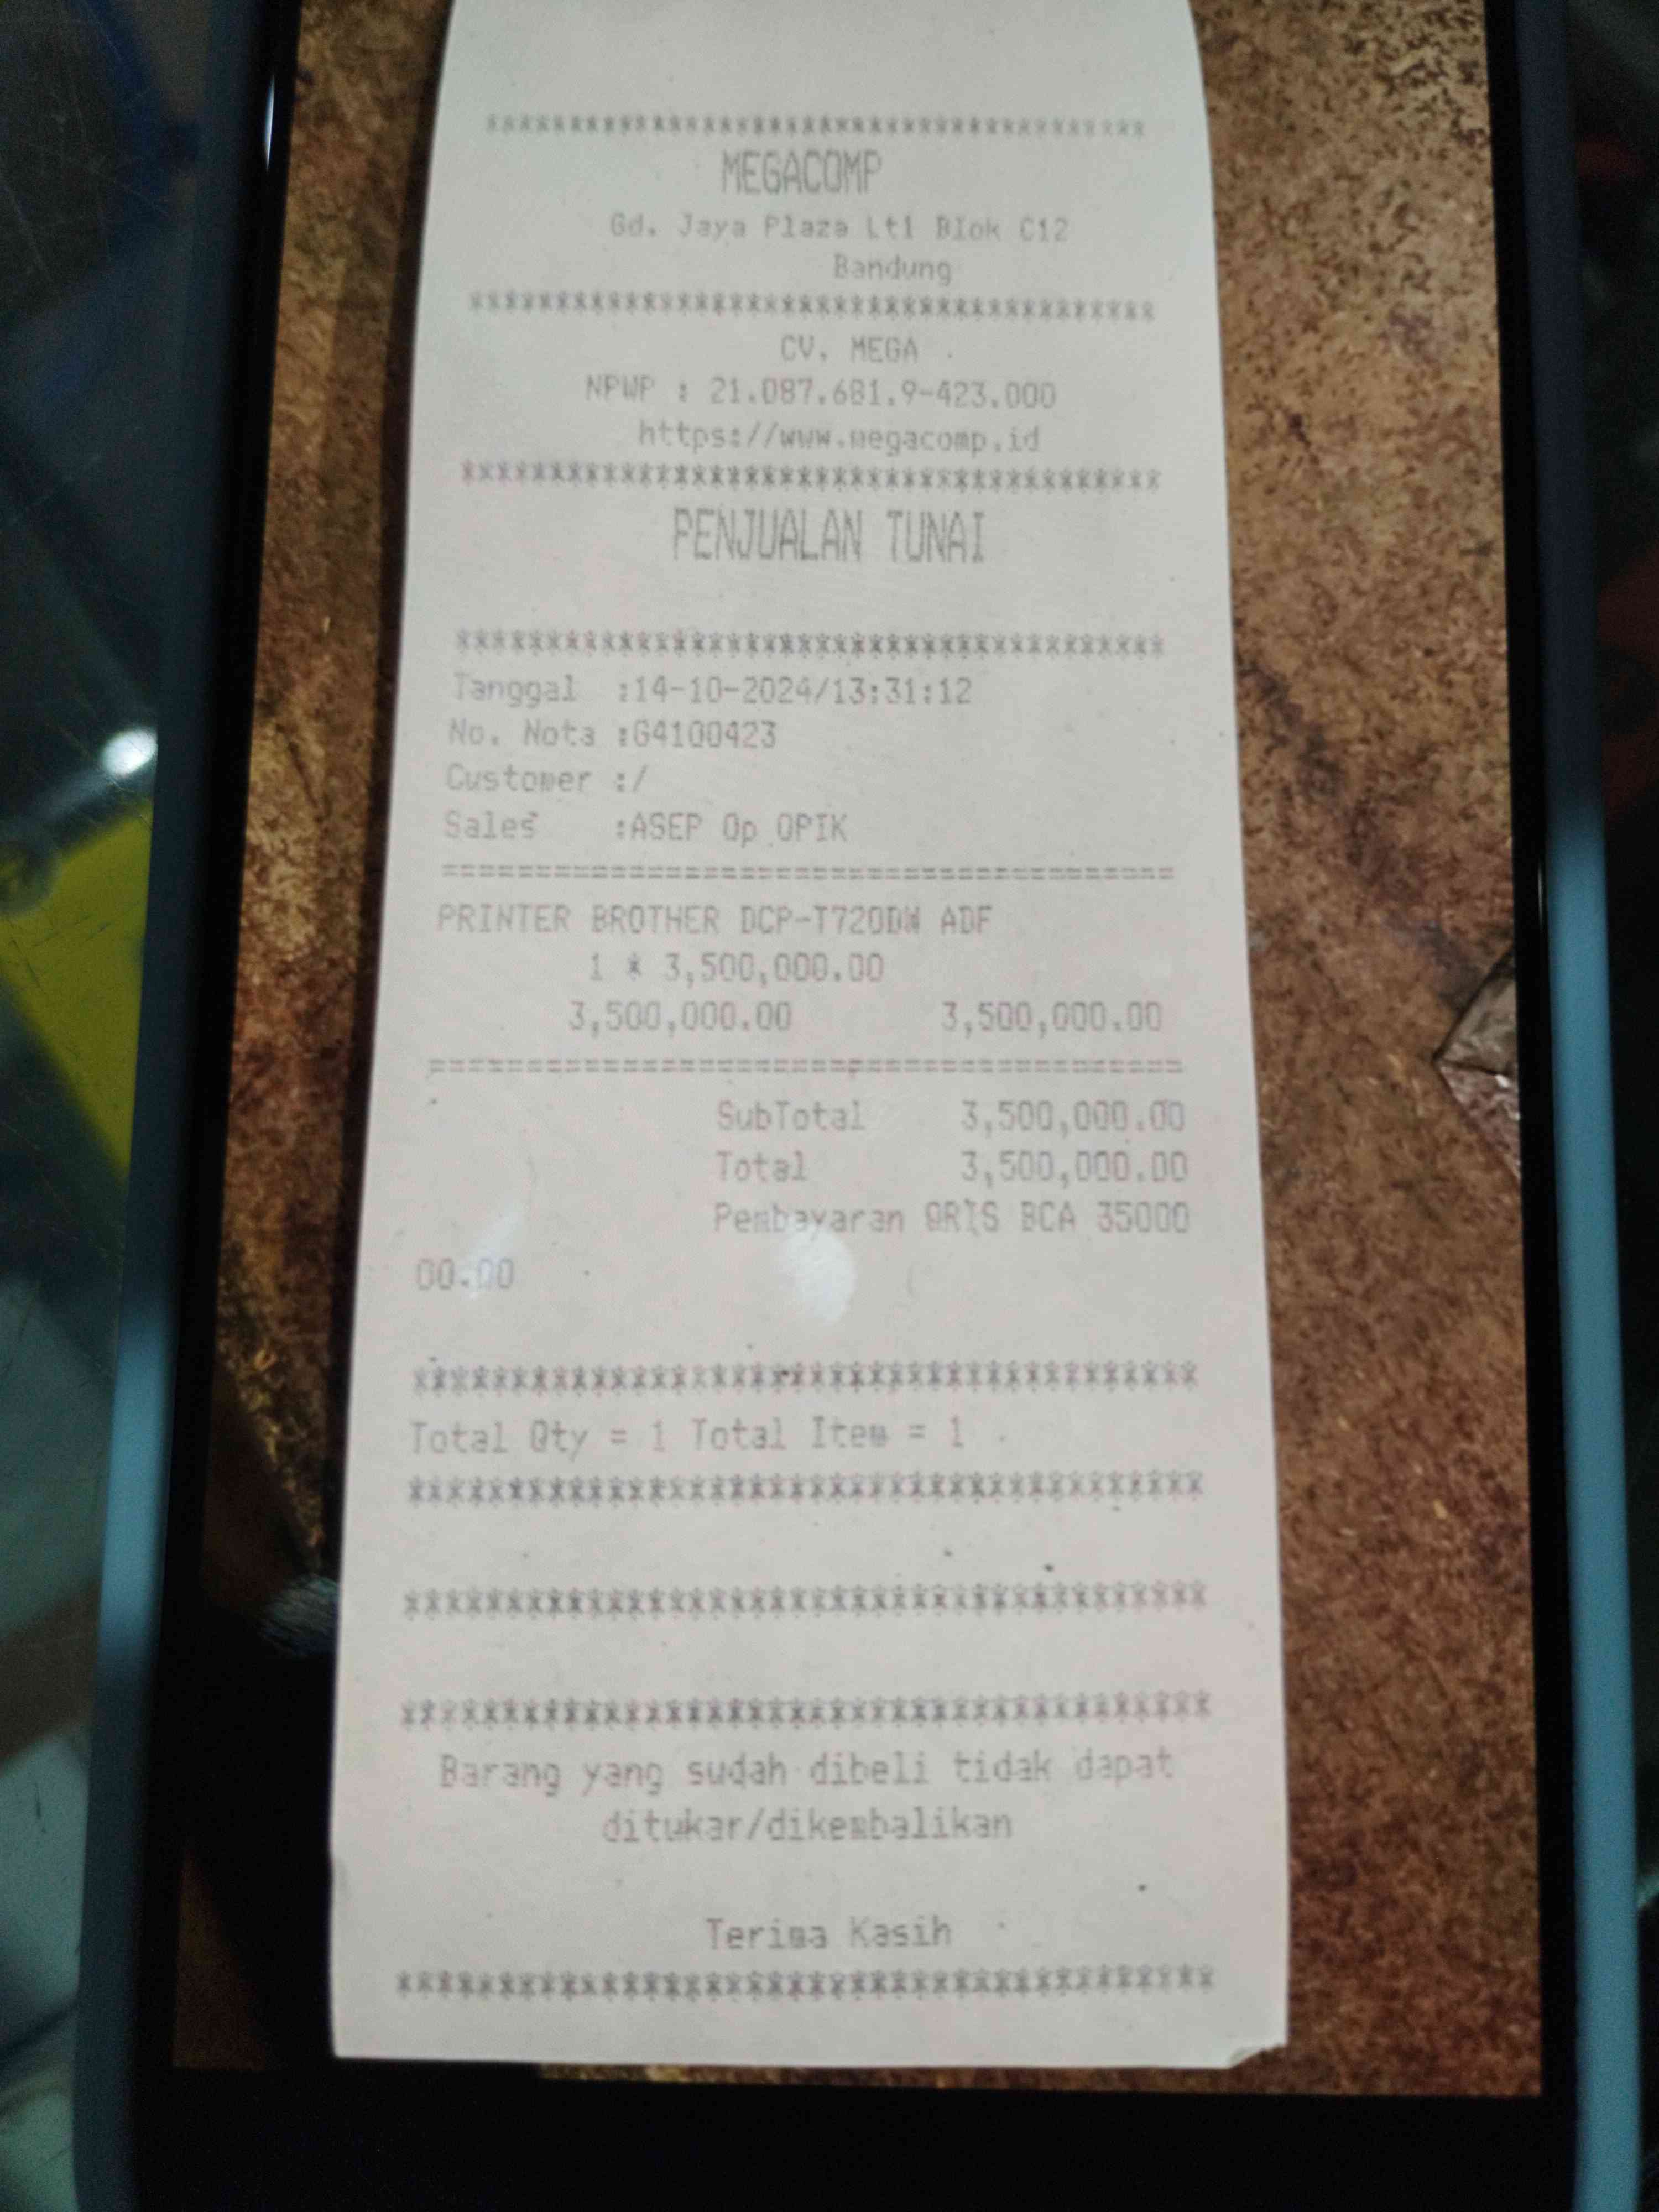 ****************************************
MEGACOMP
Gd. Jaya Plaza Lt1 Blok C12
Bandung
****************************************
CV. MEGA
NPWP : 21.087.681.9-423.000
https://www.megacomp.id
****************************************
PENJUALAN TUNAI
****************************************
Tanggal :14-10-2024/13:31:12
No. Nota :G4100423
Customer :/
Sales :ASEP Op OPIK
========================================
PRINTER BROTHER DCP-T720DW ADF
1 * 3,500,000.00
3,500,000.00 3,500,000.00
========================================
SubTotal 3,500,000.00
Total 3,500,000.00
Pembayaran QRIS BCA 35000
00.00
****************************************
Total Qty = 1 Total Item = 1
****************************************
****************************************
****************************************
Barang yang sudah dibeli tidak dapat
ditukar/dikembalikan
Terima Kasih
****************************************